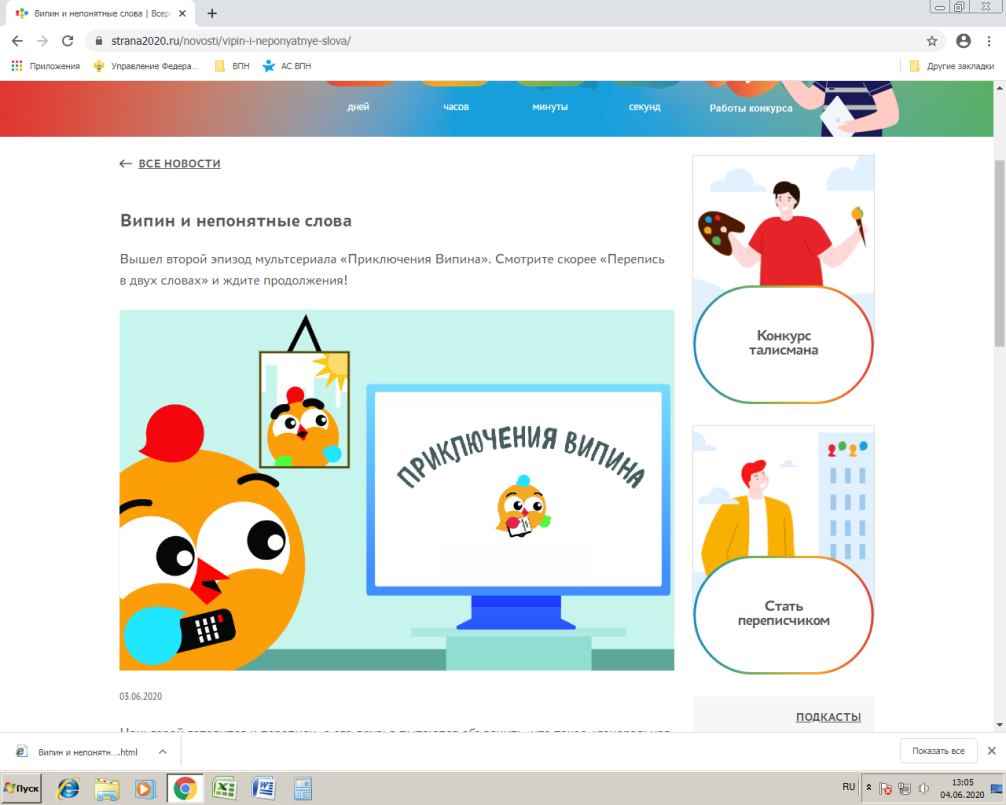 Випин и непонятные слова | Всер
strana2020.ru/novosti/vipin-i-neponyatnye-slova/
Приложения Управление Федера... ВПН АС ВПН Другие закладки
дней часов минуты секунд Работы конкурса
ВСЕ НОВОСТИ
Випин и непонятные слова
Вышел второй эпизод мультсериала «Приключения Випина». Смотрите скорее «Перепись
в двух словах» и ждите продолжения!
ПРИКЛЮЧЕНИЯ ВИПИНА
03.06.2020
Конкурс
талисмана
Стать
переписчиком
ПОДКАСТЫ
Випин и непонятн....html
Показать все
Пуск
RU
13:05
04.06.2020